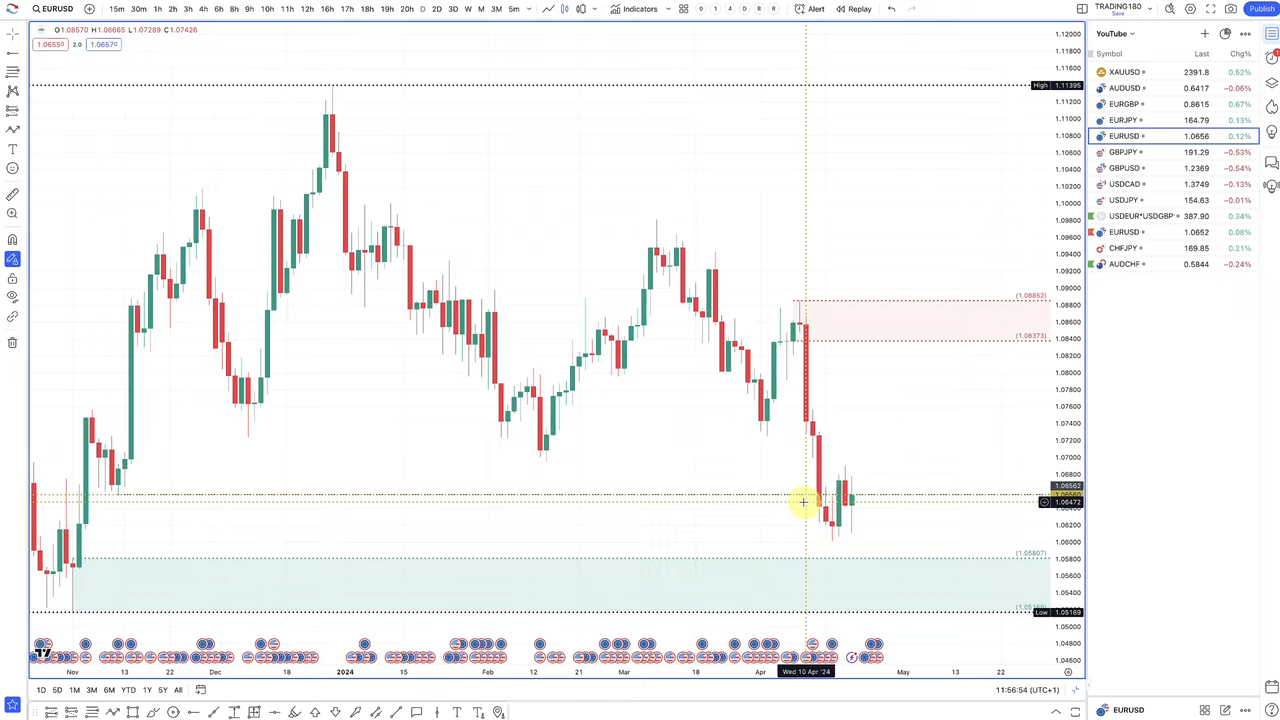 EURUSD
15m 30m 1h 2h 3h 4h 6h 8h 9h 10h 11h 12h 16h 17h 18h 19h 20h D 2D 3D W M 3M 5m
Indicators
0 1 4 D R R
Alert
Replay
TRADING180
Save
Publish
O1.08570 H1.08665 L1.07289 C1.07426
1.06550
2.0
1.06570
YouTube
Symbol Last Chg%
XAUUSD 2391.8 0.52%
AUDUSD 0.6417 −0.06%
EURGBP 0.8615 0.67%
EURJPY 164.79 0.13%
EURUSD 1.0656 0.12%
GBPJPY 191.29 −0.53%
GBPUSD 1.2369 −0.54%
USDCAD 1.3749 −0.13%
USDJPY 154.63 −0.01%
USDEUR*USDGBP 387.90 0.34%
EURUSD 1.0652 0.08%
CHFJPY 169.85 0.21%
AUDCHF 0.5844 −0.24%
1.12000
1.11800
1.11600
High 1.11395
1.11200
1.11000
1.10800
1.10600
1.10400
1.10200
1.10000
1.09800
1.09600
1.09400
1.09200
1.09000
(1.08852)
1.08800
1.08600
1.08400
(1.08373)
1.08200
1.08000
1.07800
1.07600
1.07400
1.07200
1.07000
1.06800
1.06562
1.06560
1.06472
1.06200
1.06000
(1.05807)
1.05800
1.05600
1.05400
Low 1.05169
1.05000
1.04800
1.04600
Nov 13 22 Dec 2024 15 Feb 12 Mar 18 Apr Wed 10 Apr '24 May 13 22
1D 5D 1M 3M 6M YTD 1Y 5Y All
11:56:54 (UTC+1)
EURUSD